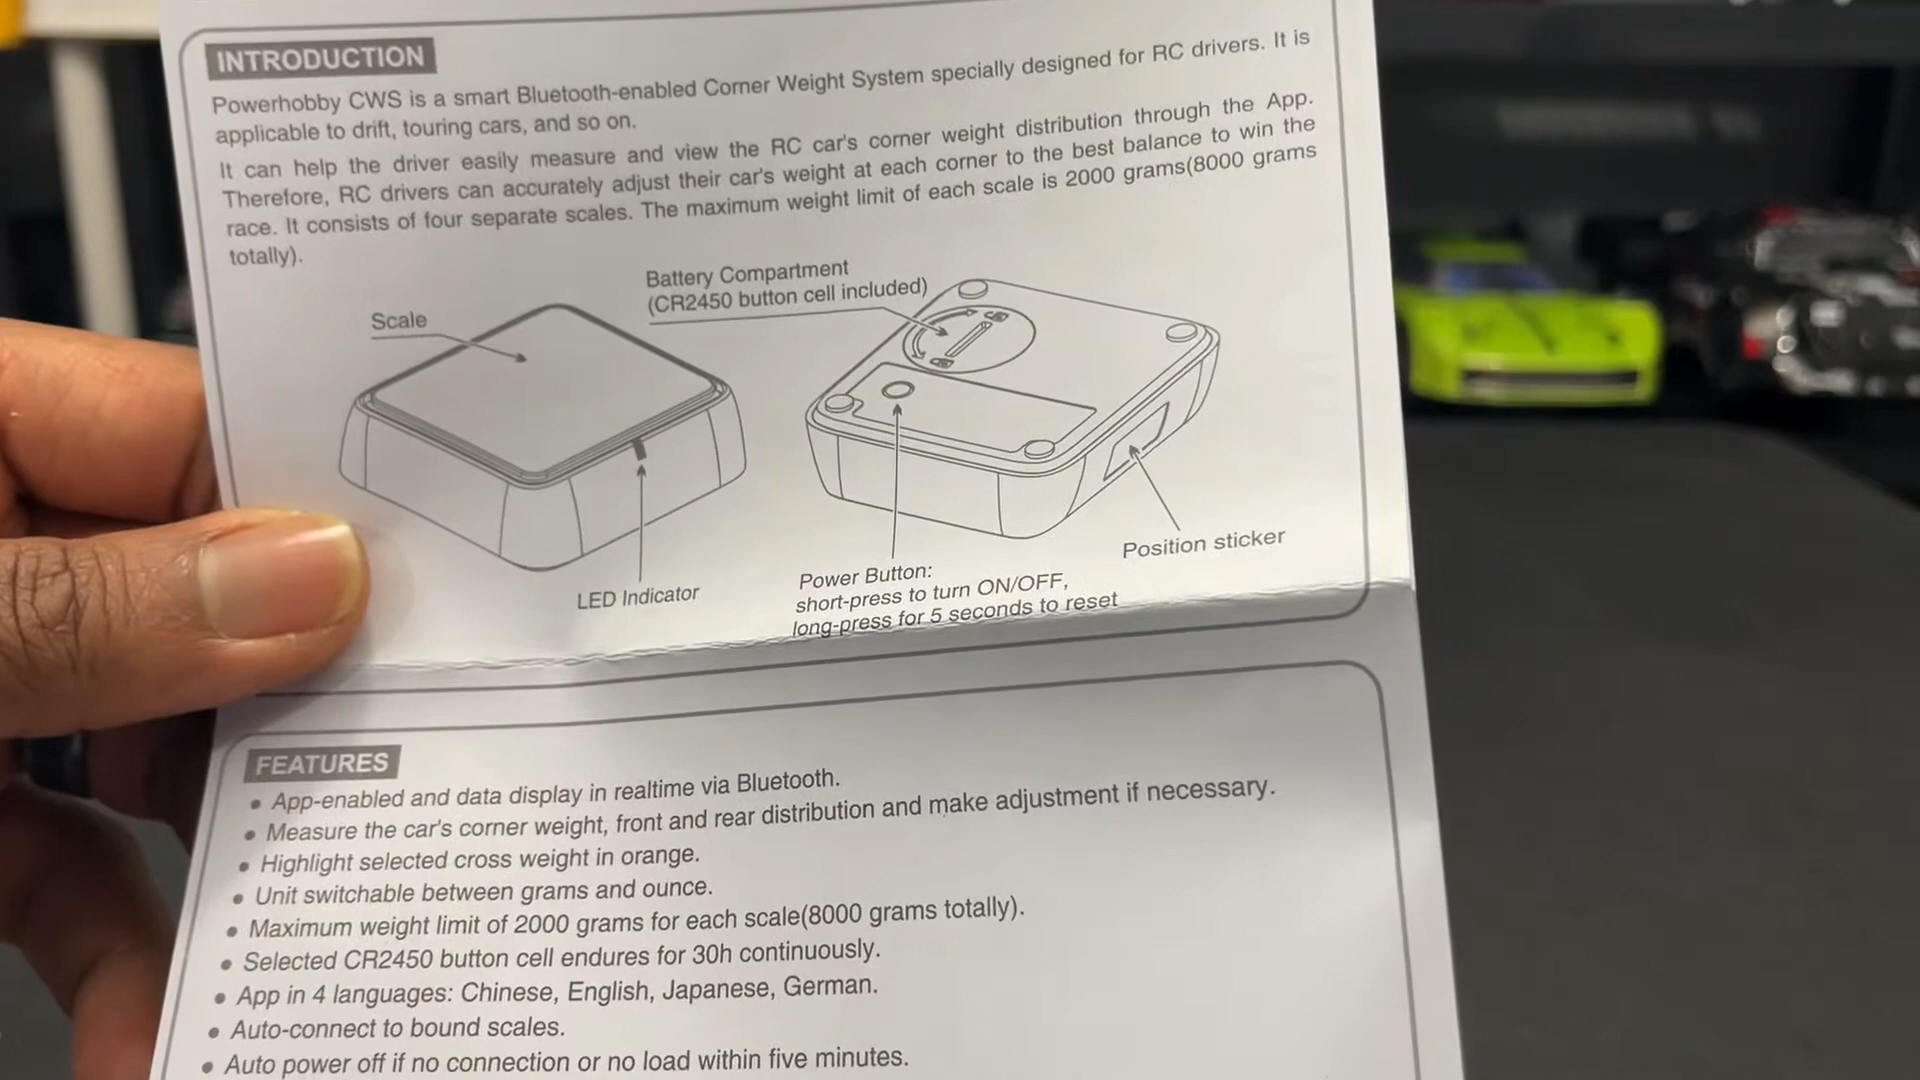 INTRODUCTION
Powerhobby CWS is a smart Bluetooth-enabled Corner Weight System specially designed for RC drivers. It is
applicable to drift, touring cars, and so on.
It can help the driver easily measure and view the RC car's corner weight distribution through the App.
Therefore, RC drivers can accurately adjust their car's weight at each corner to the best balance to win the
race. It consists of four separate scales. The maximum weight limit of each scale is 2000 grams(8000 grams
totally).
Battery Compartment
(CR2450 button cell included)
Scale
LED Indicator
Power Button:
short-press to turn ON/OFF,
long-press for 5 seconds to reset
Position sticker
FEATURES
• App-enabled and data display in realtime via Bluetooth.
• Measure the car's corner weight, front and rear distribution and make adjustment if necessary.
• Highlight selected cross weight in orange.
• Unit switchable between grams and ounce.
• Maximum weight limit of 2000 grams for each scale(8000 grams totally).
• Selected CR2450 button cell endures for 30h continuously.
• App in 4 languages: Chinese, English, Japanese, German.
• Auto-connect to bound scales.
• Auto power off if no connection or no load within five minutes.